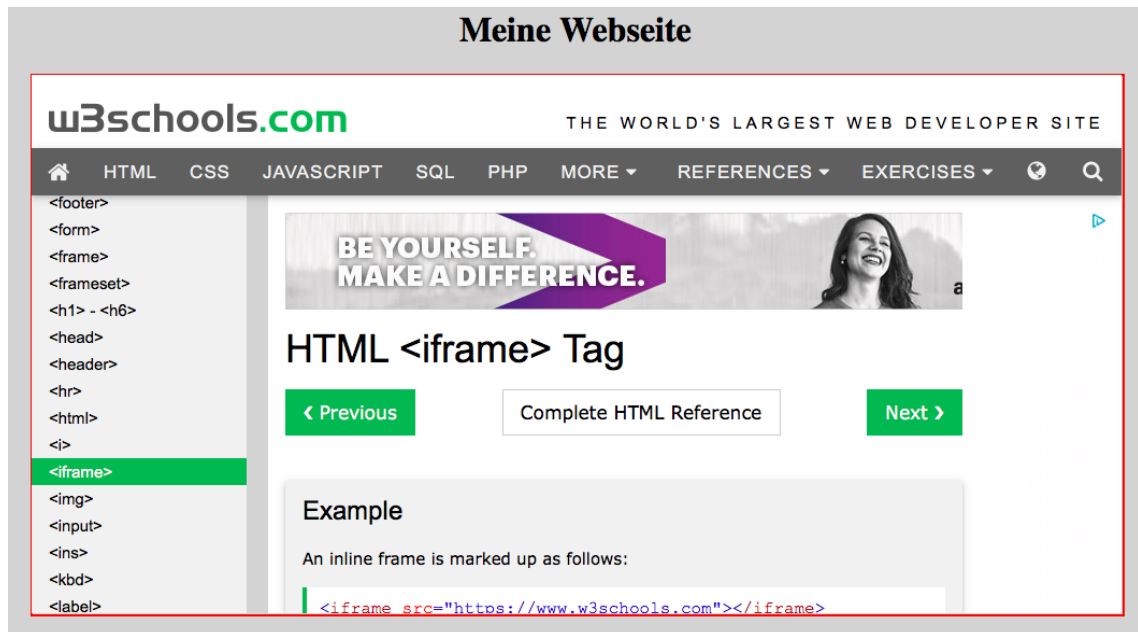 Meine Webseite
w3schools.com
THE WORLD'S LARGEST WEB DEVELOPER SITE
HTML CSS JAVASCRIPT SQL PHP MORE REFERENCES EXERCISES
<footer>
<form>
<frame>
<frameset>
<h1> - <h6>
<head>
<header>
<hr>
<html>
<i>
<iframe>
<img>
<input>
<ins>
<kbd>
<label>
BE YOURSELF.
MAKE A DIFFERENCE.
a
HTML <iframe> Tag
❮ Previous
Complete HTML Reference
Next ❯
Example
An inline frame is marked up as follows:
<iframe src="https://www.w3schools.com"></iframe>